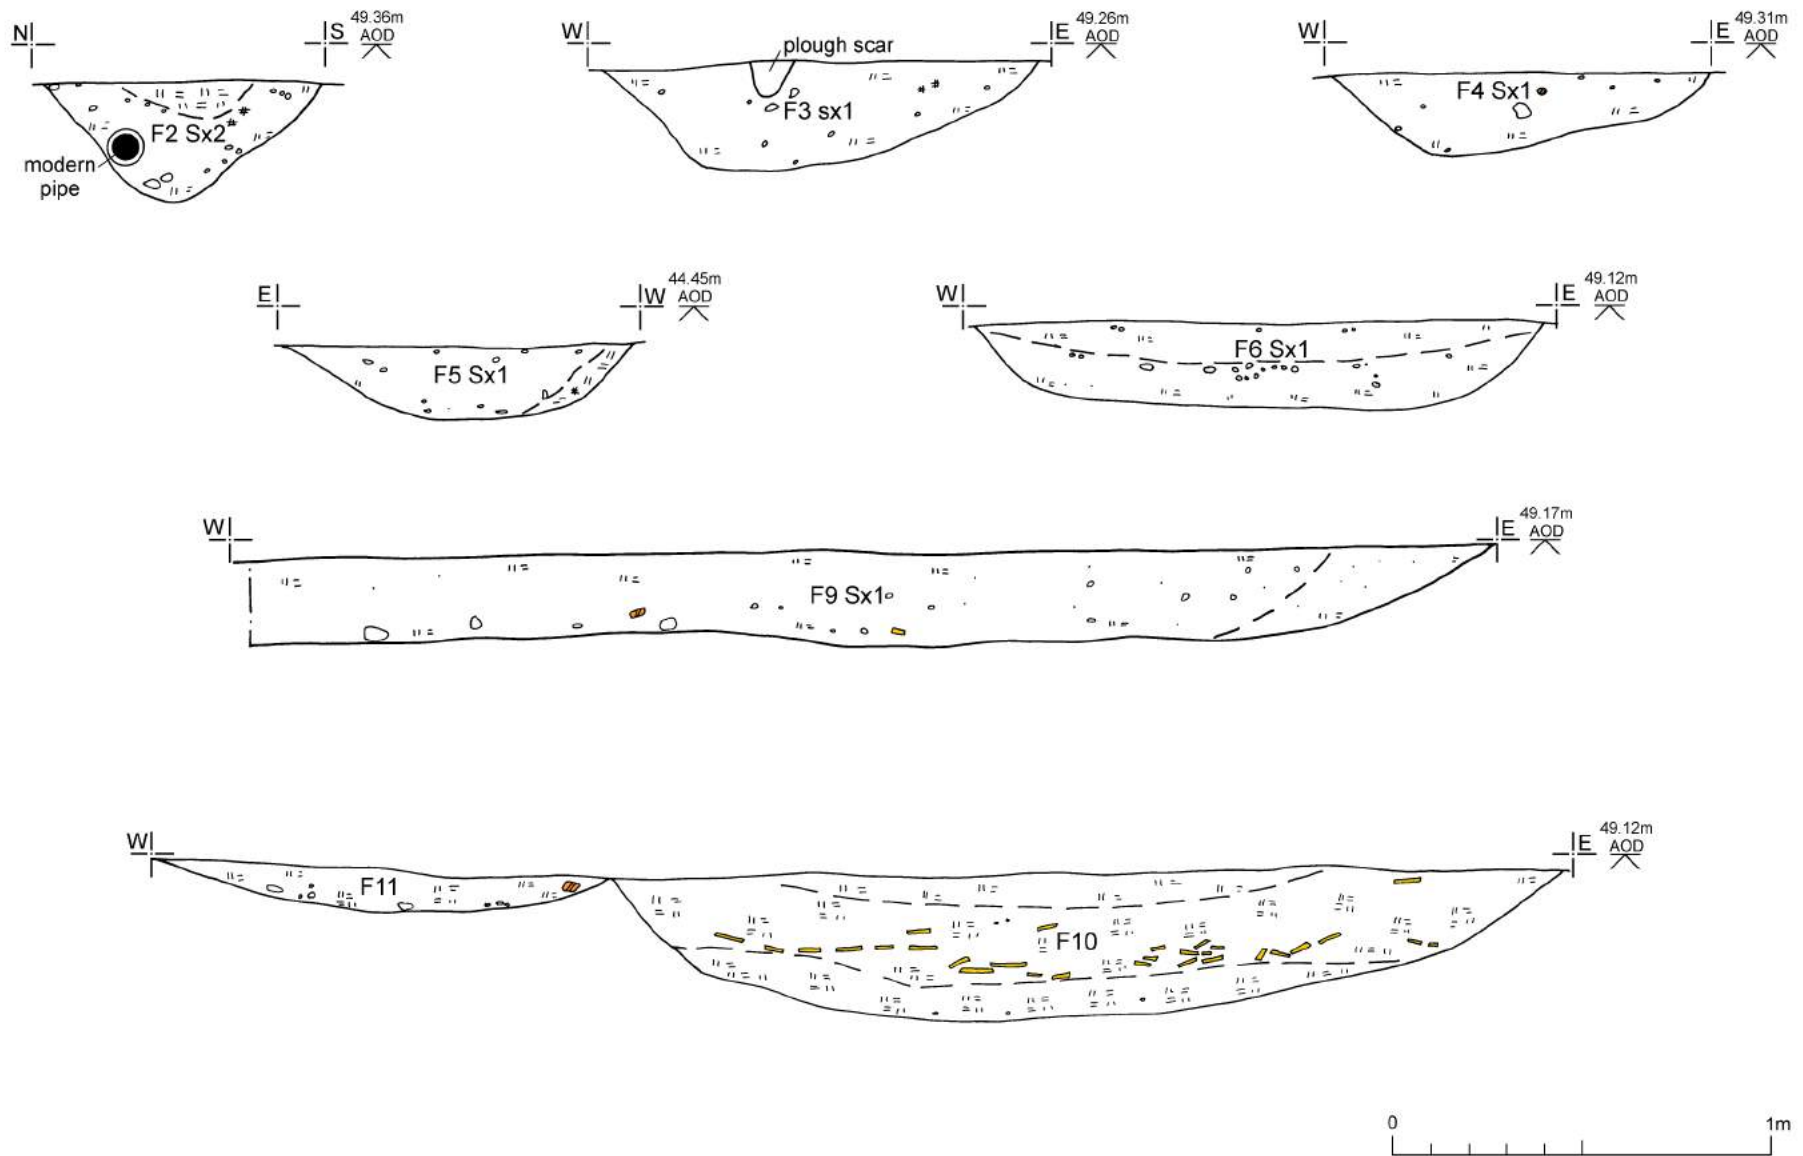 N
S
49.36m
AOD
F2 Sx2
modern
pipe
W
E
49.26m
AOD
plough scar
F3 sx1
W
E
49.31m
AOD
F4 Sx1
E
W
44.45m
AOD
F5 Sx1
W
E
49.12m
AOD
F6 Sx1
W
E
49.17m
AOD
F9 Sx1
W
E
49.12m
AOD
F11
F10
0
1m